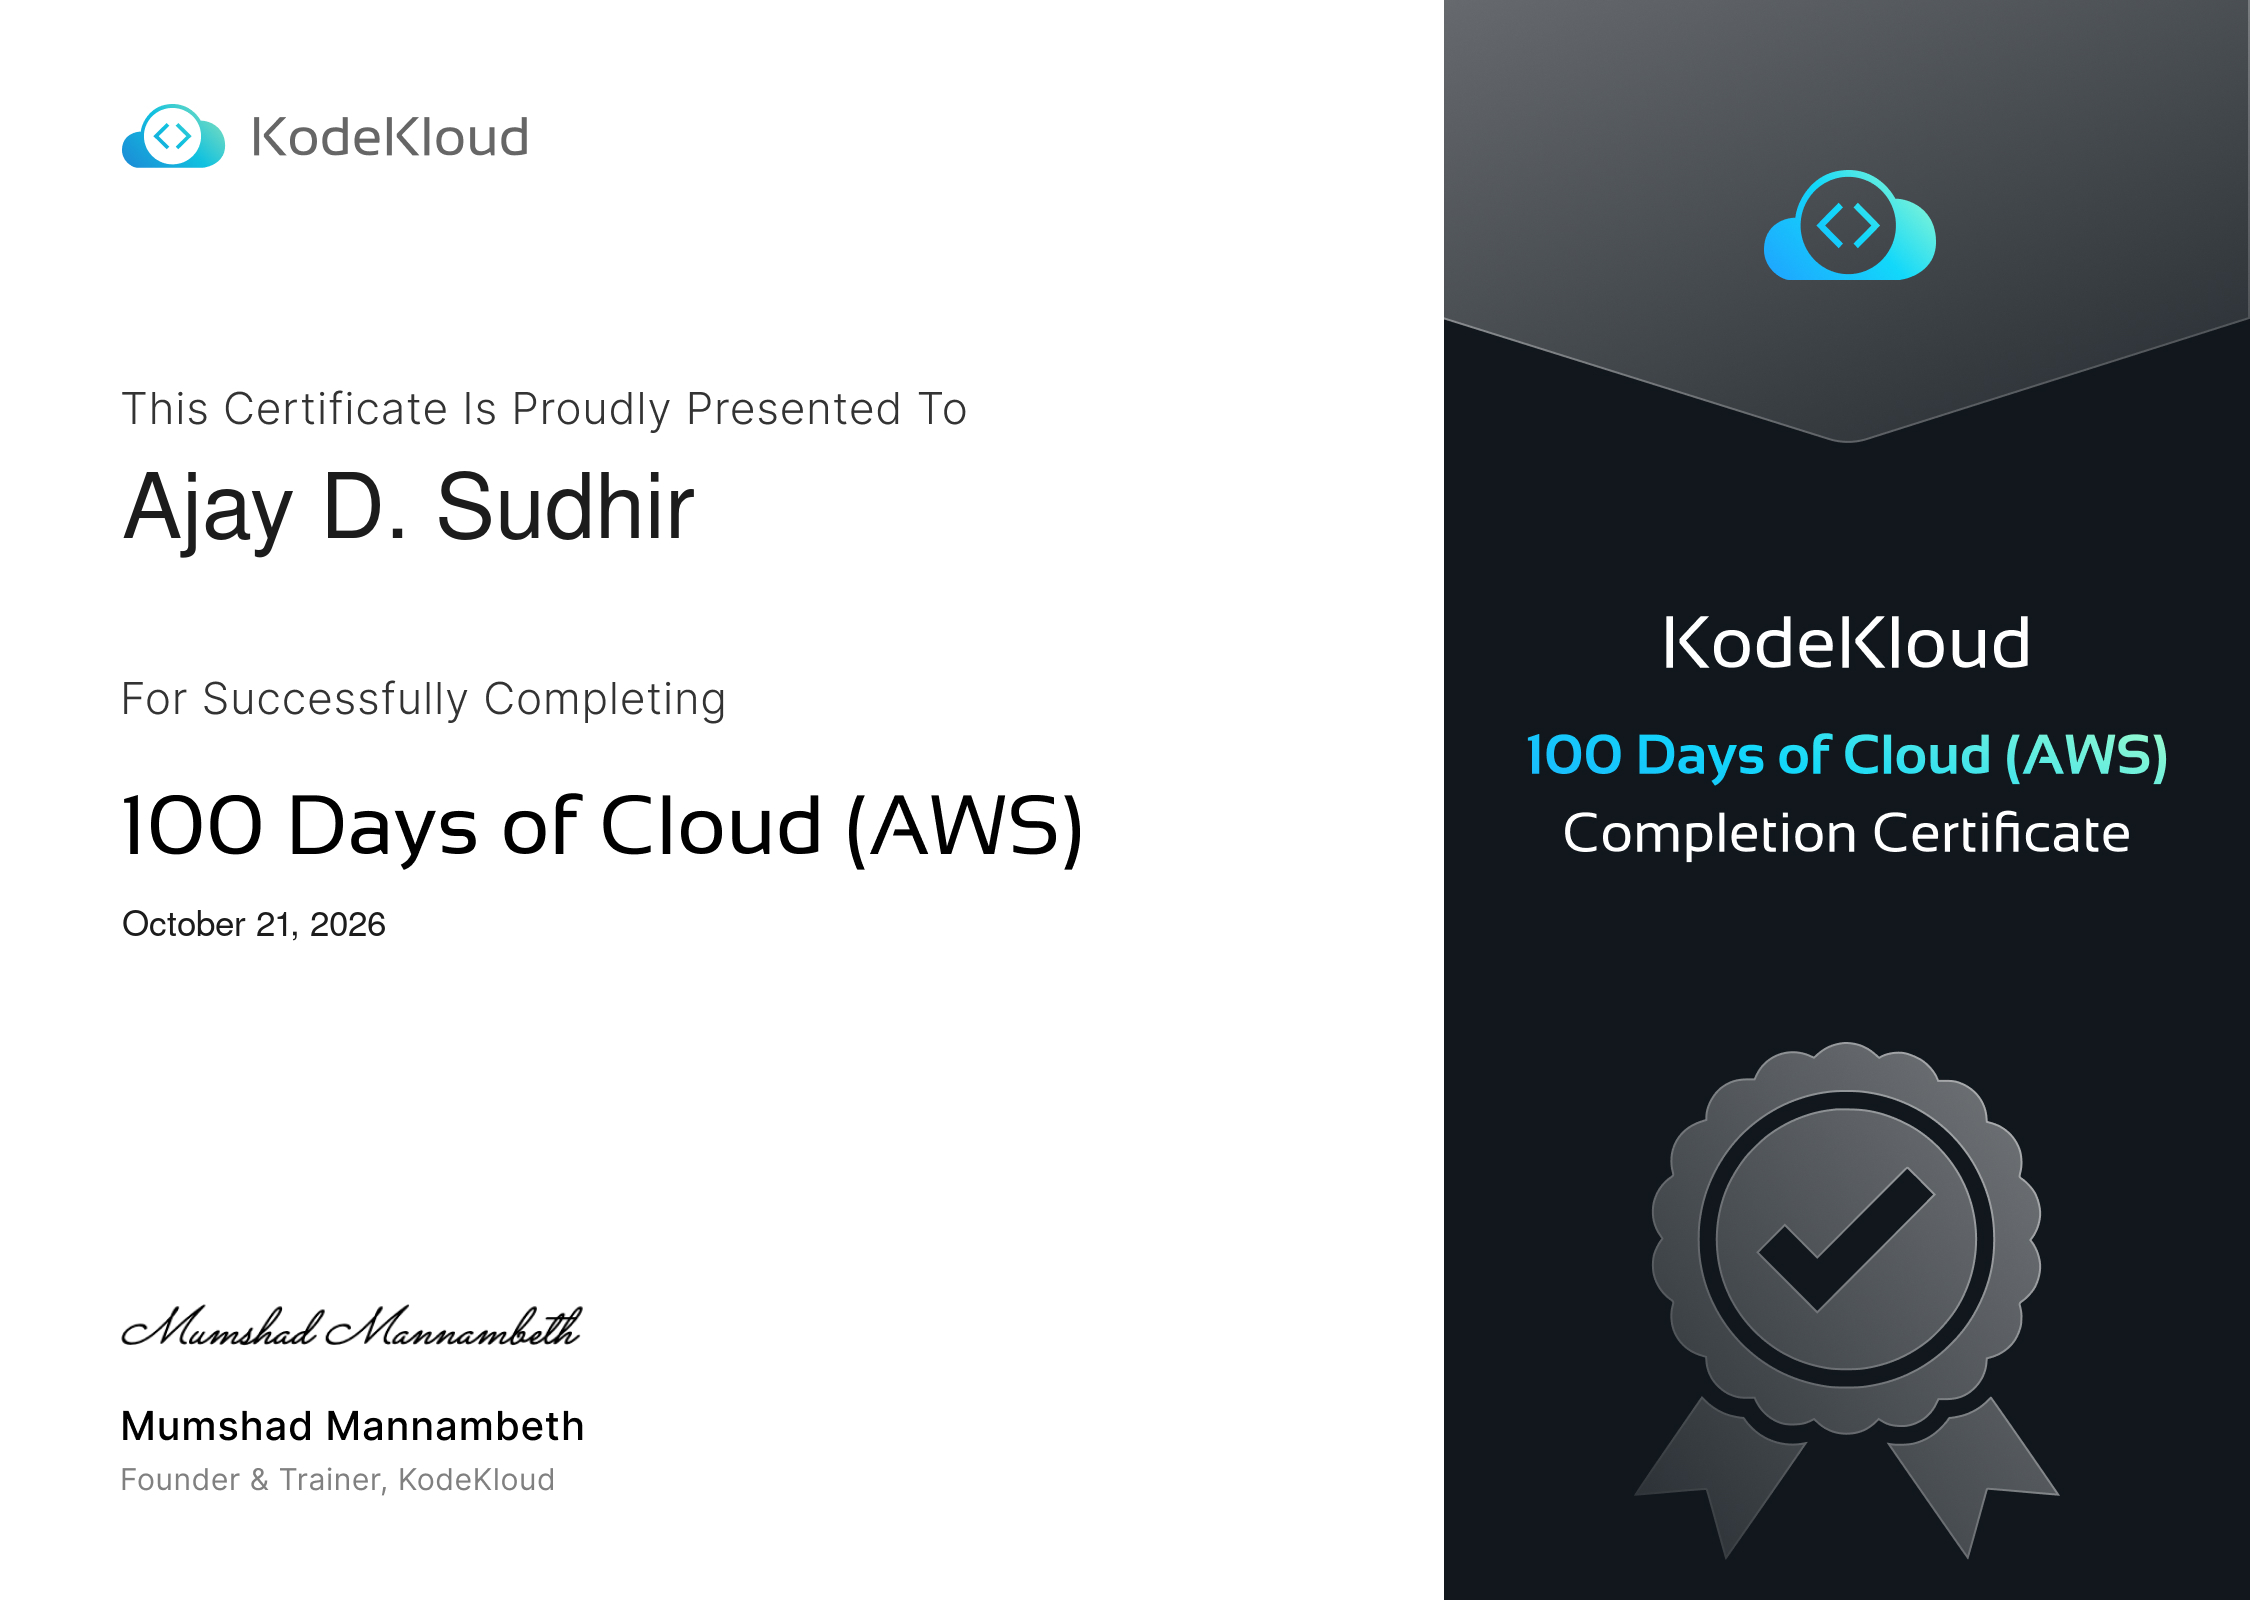 KodeKloud
This Certificate Is Proudly Presented To
Ajay D. Sudhir
For Successfully Completing
100 Days of Cloud (AWS)
October 21, 2026
Mumshad Mannambeth
Mumshad Mannambeth
Founder & Trainer, KodeKloud
KodeKloud
100 Days of Cloud (AWS)
Completion Certificate